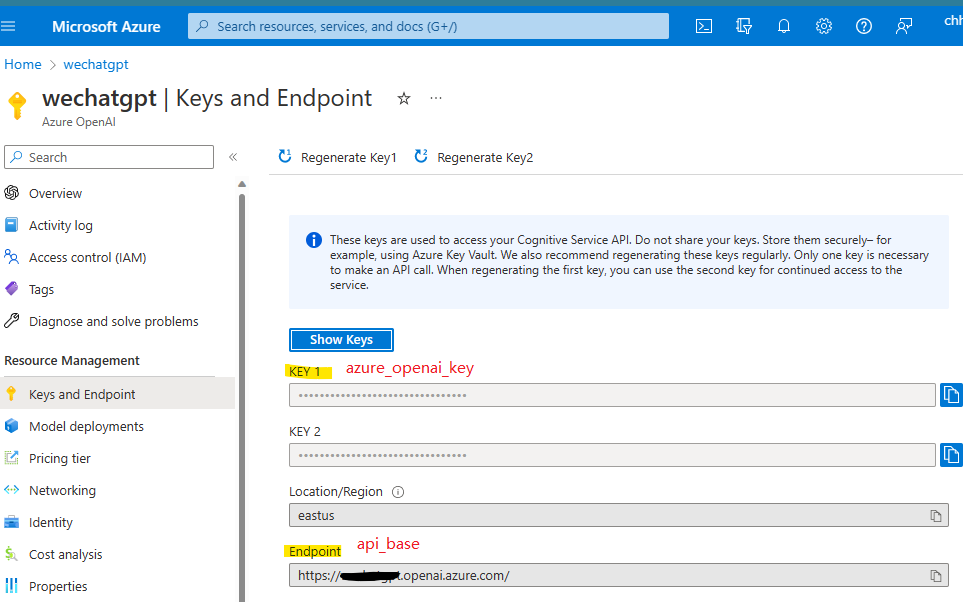 Microsoft Azure
Search resources, services, and docs (G+/)
chh
Home > wechatgpt
wechatgpt | Keys and Endpoint
Azure OpenAI
Search
«
Regenerate Key1
Regenerate Key2
Overview
Activity log
Access control (IAM)
Tags
Diagnose and solve problems
Resource Management
Keys and Endpoint
Model deployments
Pricing tier
Networking
Identity
Cost analysis
Properties
These keys are used to access your Cognitive Service API. Do not share your keys. Store them securely– for
example, using Azure Key Vault. We also recommend regenerating these keys regularly. Only one key is necessary
to make an API call. When regenerating the first key, you can use the second key for continued access to the
service.
Show Keys
KEY 1 azure_openai_key
••••••••••••••••••••••••••••••••
KEY 2
••••••••••••••••••••••••••••••••
Location/Region
eastus
Endpoint api_base
https:// .openai.azure.com/